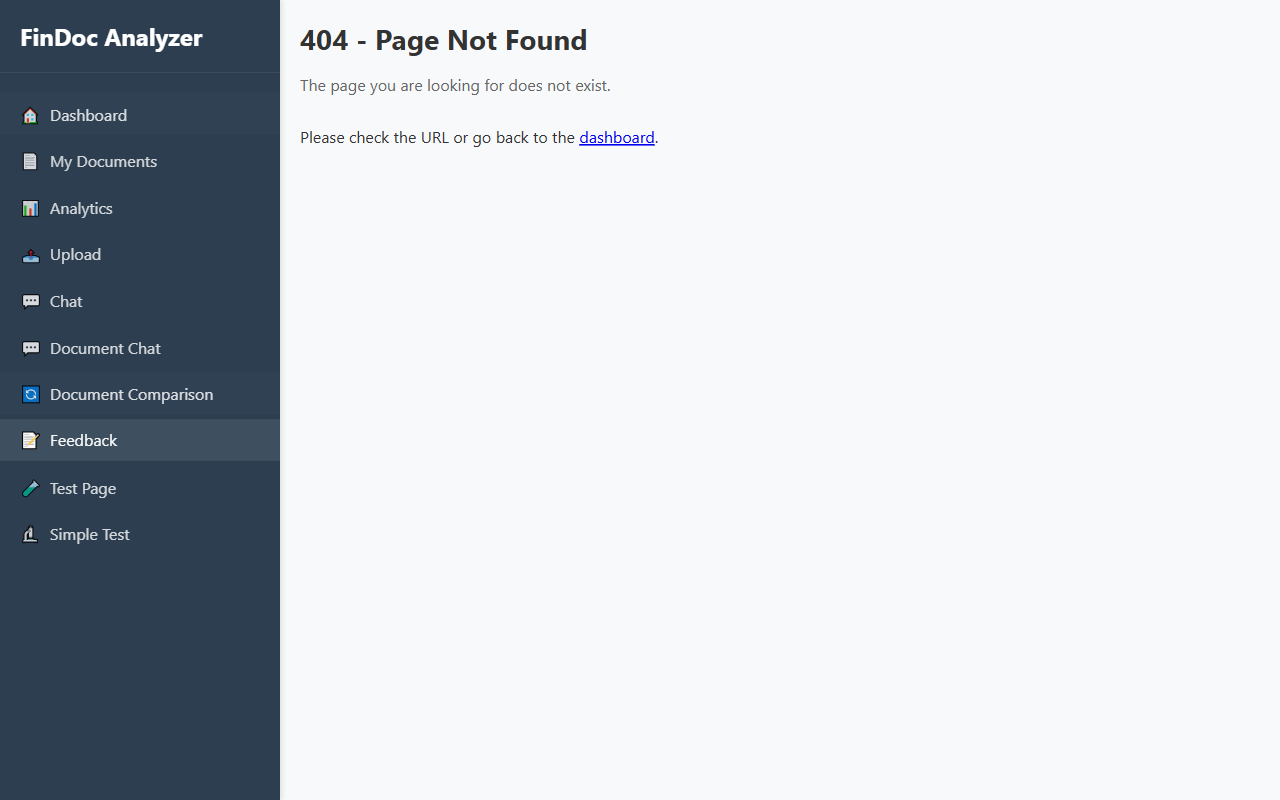 FinDoc Analyzer
Dashboard
My Documents
Analytics
Upload
Chat
Document Chat
Document Comparison
Feedback
Test Page
Simple Test
404 - Page Not Found
The page you are looking for does not exist.
Please check the URL or go back to the dashboard.